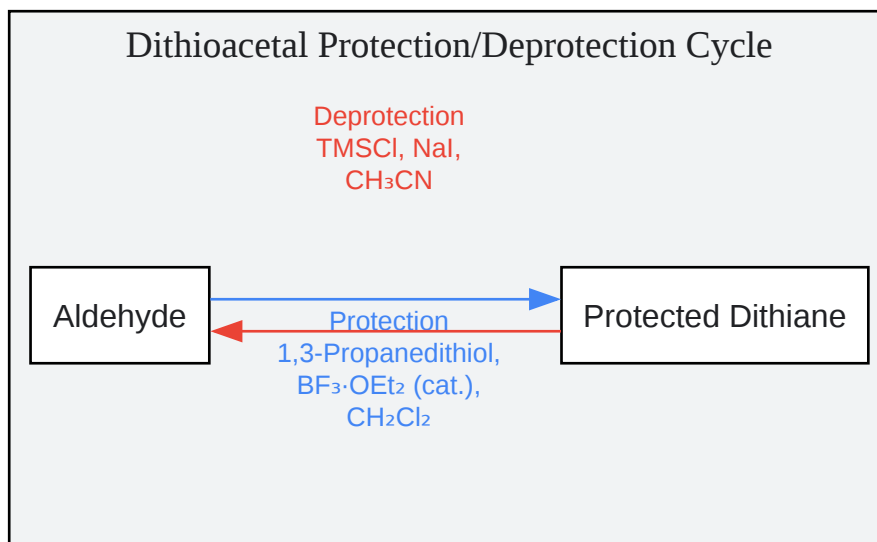 Dithioacetal Protection/Deprotection Cycle
Deprotection
TMSCl, NaI,
CH₃CN
Aldehyde
Protected Dithiane
Protection
1,3-Propanedithiol,
BF₃·OEt₂ (cat.),
CH₂Cl₂